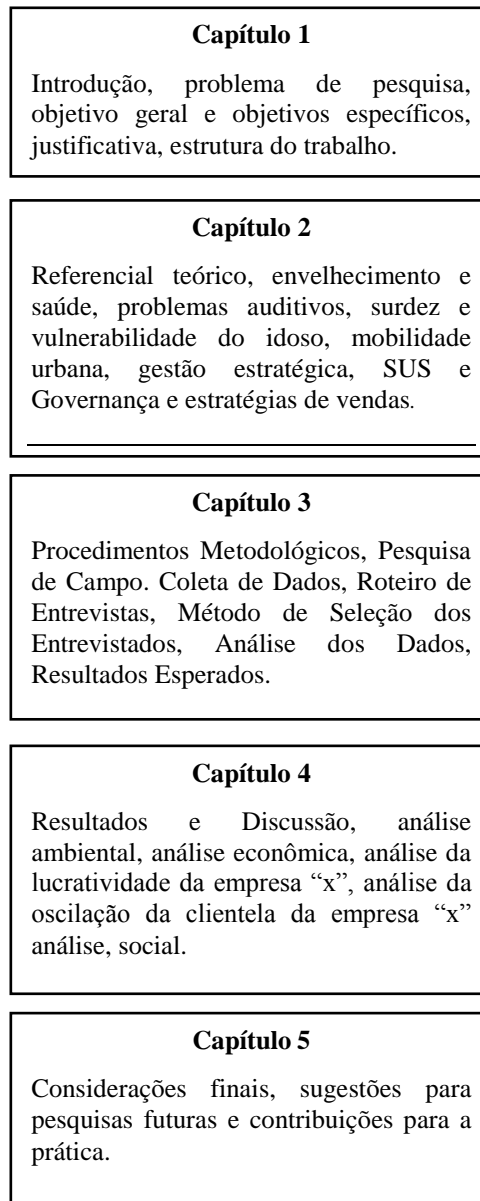 Capítulo 1
Introdução, problema de pesquisa,
objetivo geral e objetivos específicos,
justificativa, estrutura do trabalho.
Capítulo 2
Referencial teórico, envelhecimento e
saúde, problemas auditivos, surdez e
vulnerabilidade do idoso, mobilidade
urbana, gestão estratégica, SUS e
Governança e estratégias de vendas.
Capítulo 3
Procedimentos Metodológicos, Pesquisa
de Campo. Coleta de Dados, Roteiro de
Entrevistas, Método de Seleção dos
Entrevistados, Análise dos Dados,
Resultados Esperados.
Capítulo 4
Resultados e Discussão, análise
ambiental, análise econômica, análise da
lucratividade da empresa “x”, análise da
oscilação da clientela da empresa “x”
análise, social.
Capítulo 5
Considerações finais, sugestões para
pesquisas futuras e contribuições para a
prática.